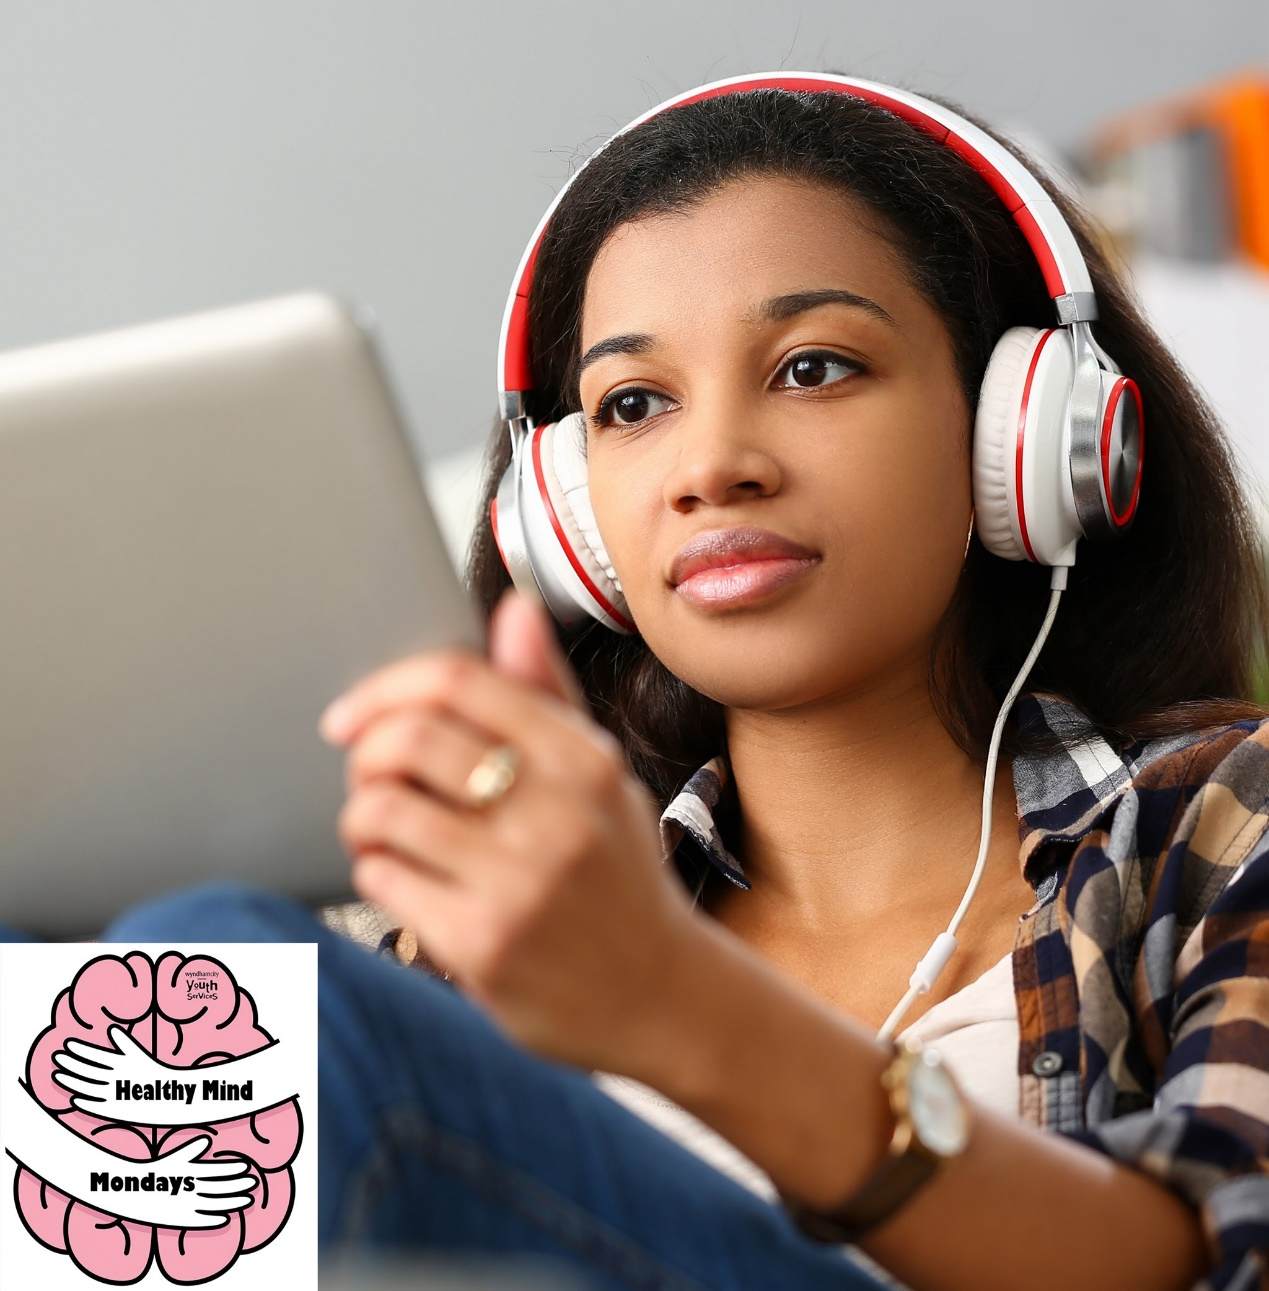 wyndhamcity
Youth
Services
Healthy Mind
Mondays